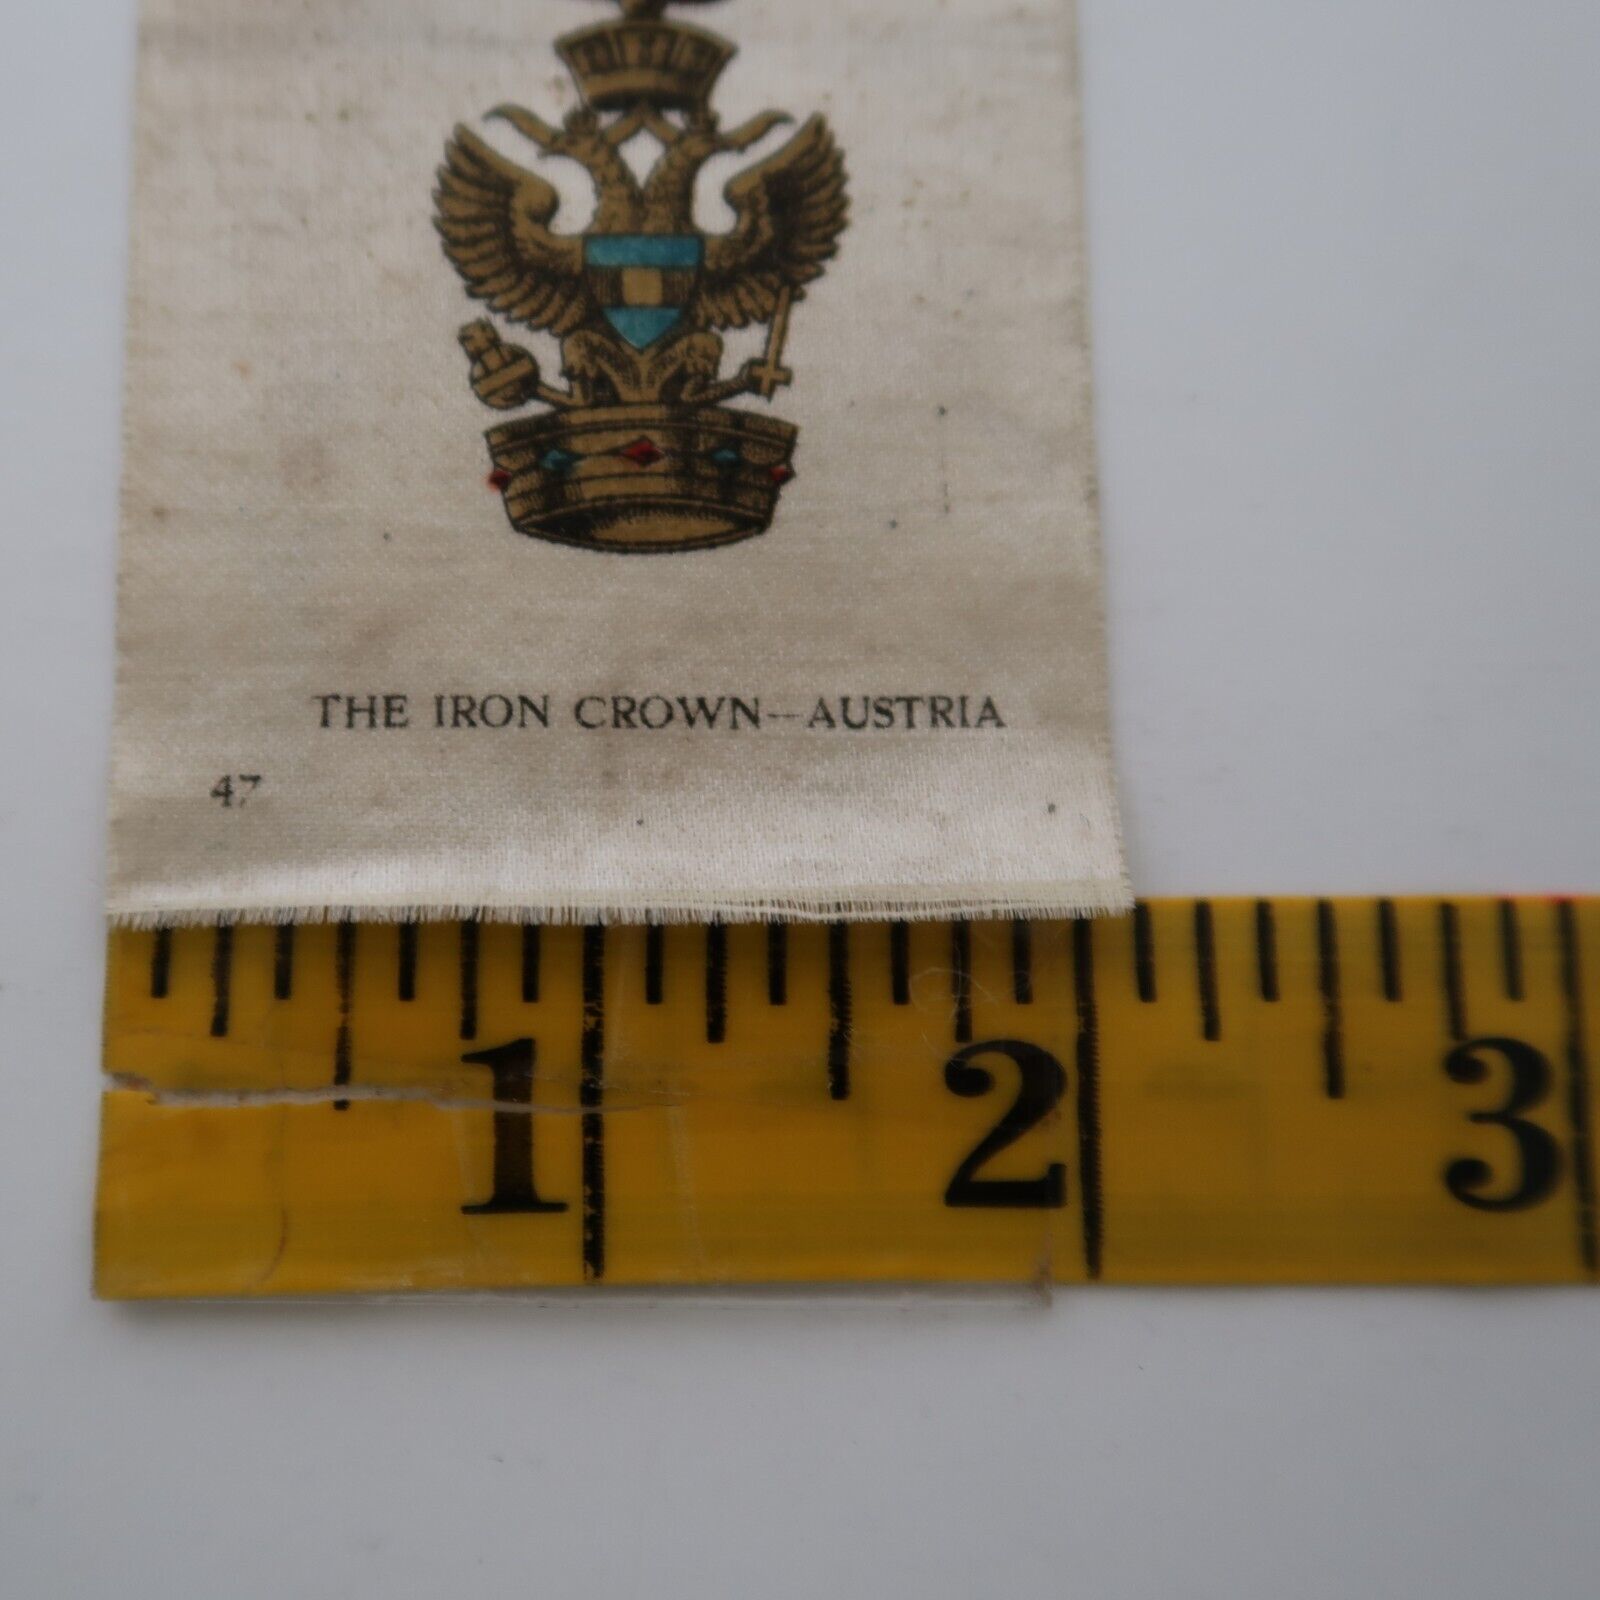 THE IRON CROWN—AUSTRIA
47
1 2 3